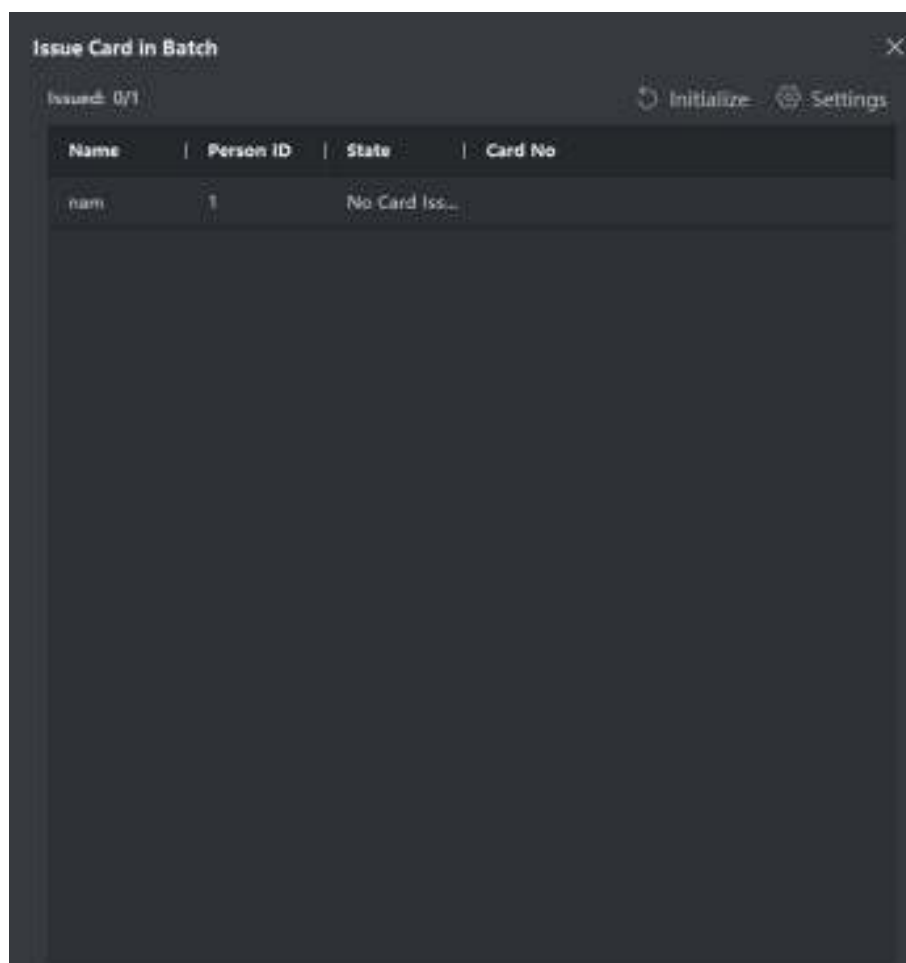 Issue Card in Batch
Issued: 0/1 Initialize Settings
Name | Person ID | State | Card No
nam 1 No Card Iss...